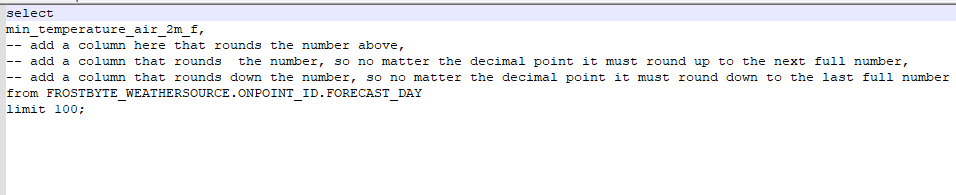 select
min_temperature_air_2m_f,
-- add a column here that rounds the number above,
-- add a column that rounds  the number, so no matter the decimal point it must round up to the next full number,
-- add a column that rounds down the number, so no matter the decimal point it must round down to the last full number
from FROSTBYTE_WEATHERSOURCE.ONPOINT_ID.FORECAST_DAY
limit 100;